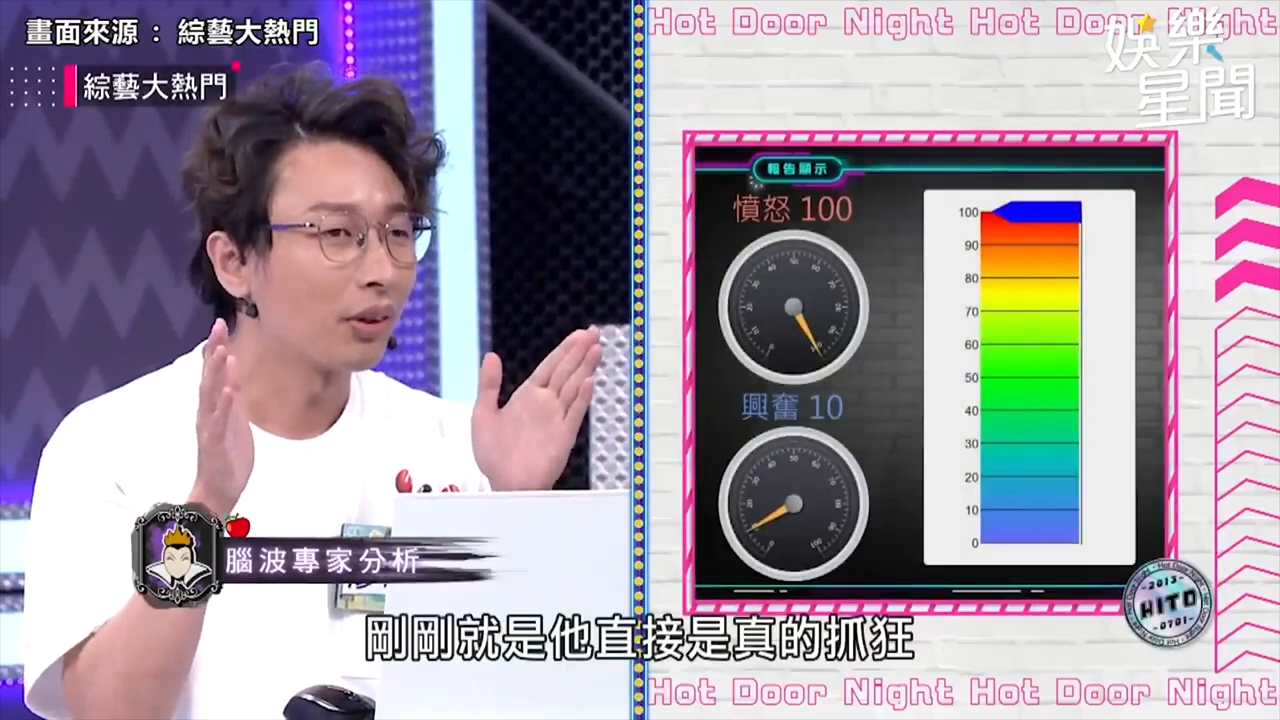 畫面來源：綜藝大熱門
綜藝大熱門
Hot Door Night Hot Door Night
娛樂星聞
報告顯示
憤怒 100
興奮 10
100
90
80
70
60
50
40
30
20
10
0
腦波專家分析
剛剛就是他直接是真的抓狂
-2013-
HITO
-0701-
Hot Door Night Hot Door Night